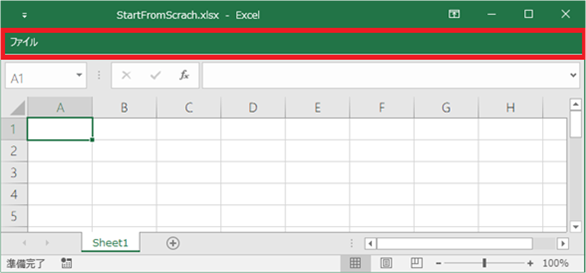 StartFromScrach.xlsx - Excel
ファイル
A1 fx
A B C D E F G H
1
2
3
4
5
Sheet1
準備完了 100%